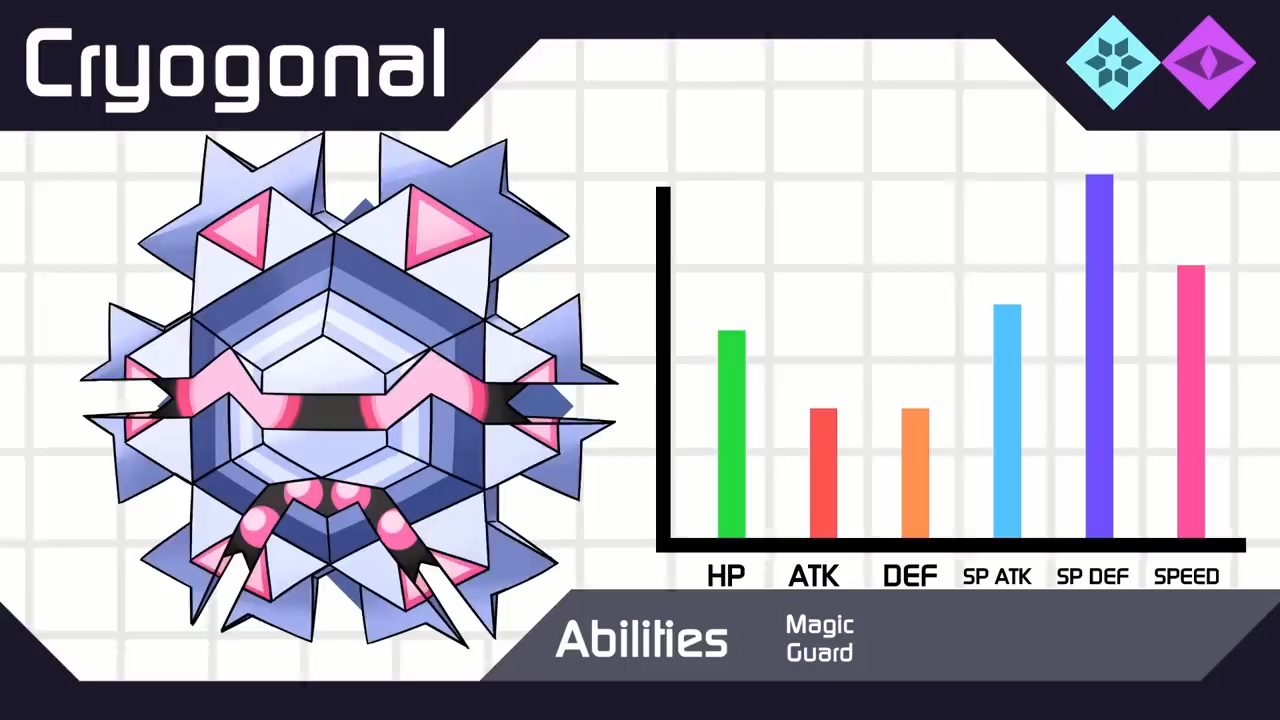 Cryogonal
HP ATK DEF SP ATK SP DEF SPEED
Abilities
Magic
Guard